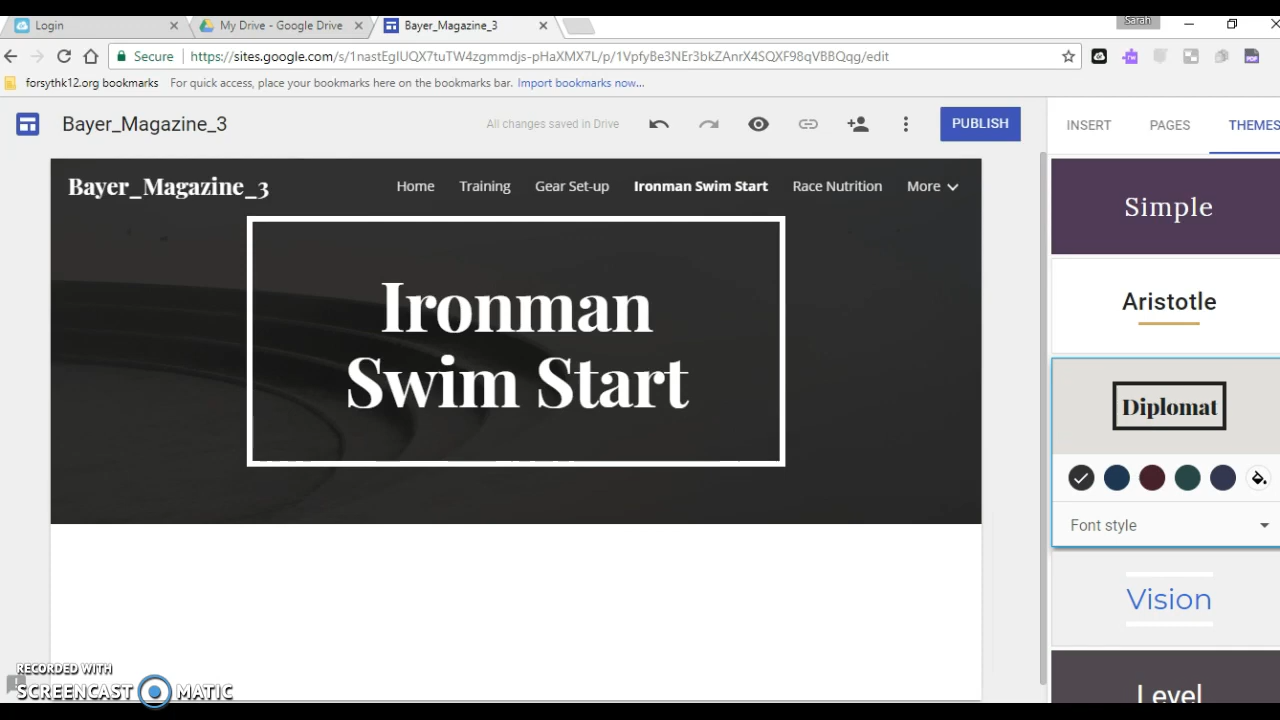 Login
My Drive - Google Drive
Bayer_Magazine_3
Sarah
Secure
https://sites.google.com/s/1nastEgIUQX7tuTW4zgmmdjs-pHaXMX7L/p/1VpfyBe3NEr3bkZAnrX4SQXF98qVBBQqg/edit
forsythk12.org bookmarks
For quick access, place your bookmarks here on the bookmarks bar. Import bookmarks now...
Bayer_Magazine_3
All changes saved in Drive
PUBLISH
INSERT
PAGES
THEMES
Bayer_Magazine_3
Home
Training
Gear Set-up
Ironman Swim Start
Race Nutrition
More
Ironman
Swim Start
Simple
Aristotle
Diplomat
Font style
Vision
Level
RECORDED WITH
SCREENCAST MATIC